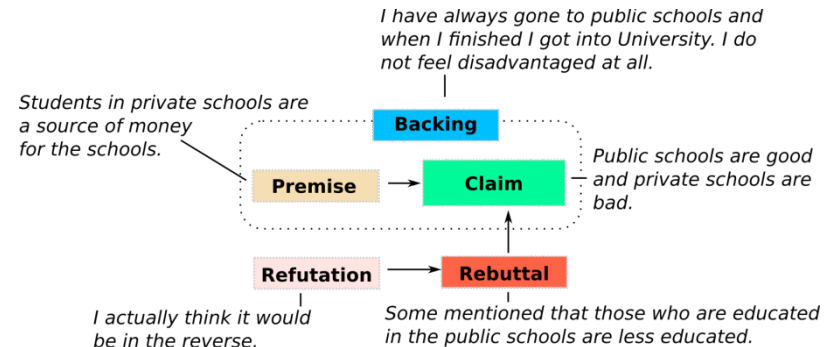 I have always gone to public schools and
when I finished I got into University. I do
not feel disadvantaged at all.
Students in private schools are
a source of money
for the schools.
Backing
Premise
Claim
Public schools are good
and private schools are
bad.
Refutation
Rebuttal
I actually think it would
be in the reverse.
Some mentioned that those who are educated
in the public schools are less educated.